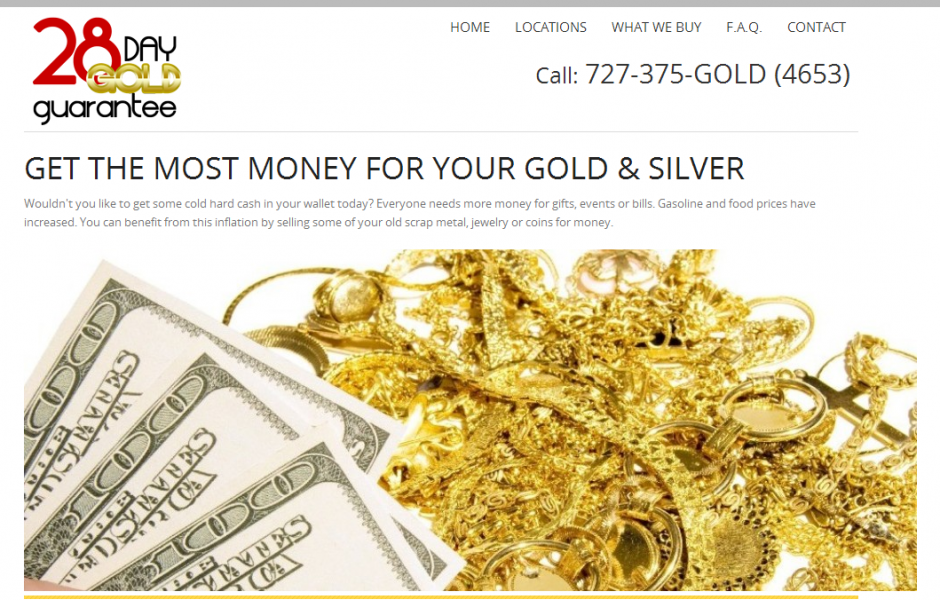 28 DAY
GOLD
guarantee
HOME LOCATIONS WHAT WE BUY F.A.Q. CONTACT
Call: 727-375-GOLD (4653)
GET THE MOST MONEY FOR YOUR GOLD & SILVER
Wouldn't you like to get some cold hard cash in your wallet today? Everyone needs more money for gifts, events or bills. Gasoline and food prices have
increased. You can benefit from this inflation by selling some of your old scrap metal, jewelry or coins for money.
100
100
100